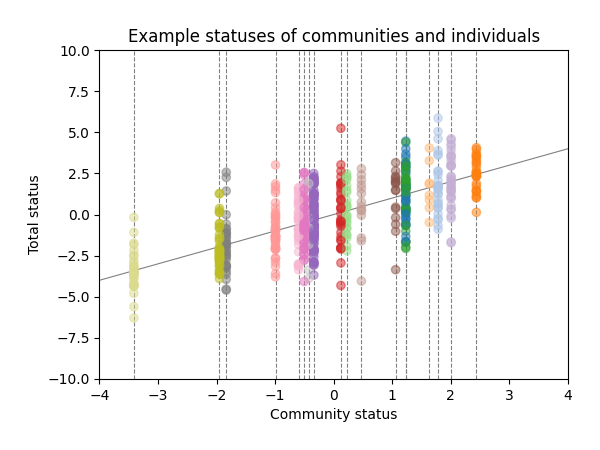 Example statuses of communities and individuals
10.0
7.5
5.0
2.5
0.0
−2.5
−5.0
−7.5
−10.0
Total status
−4 −3 −2 −1 0 1 2 3 4
Community status